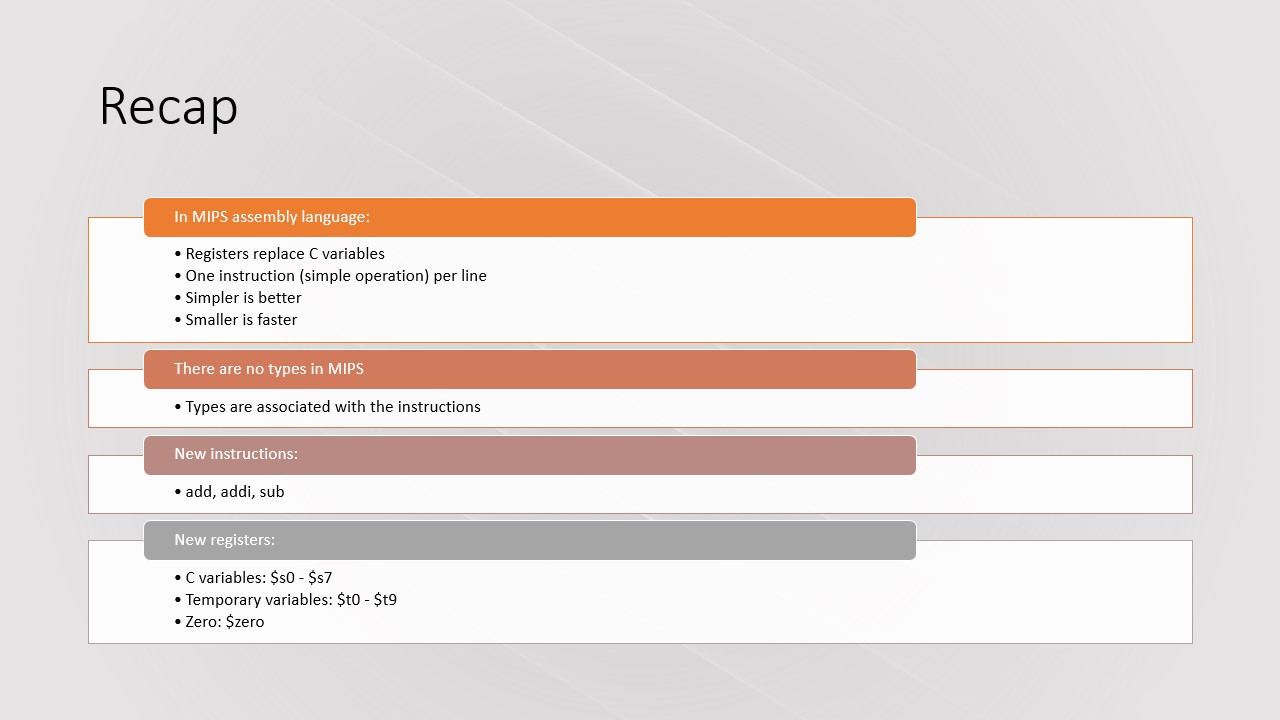 Recap
In MIPS assembly language:
• Registers replace C variables
• One instruction (simple operation) per line
• Simpler is better
• Smaller is faster
There are no types in MIPS
• Types are associated with the instructions
New instructions:
• add, addi, sub
New registers:
• C variables: $s0 - $s7
• Temporary variables: $t0 - $t9
• Zero: $zero